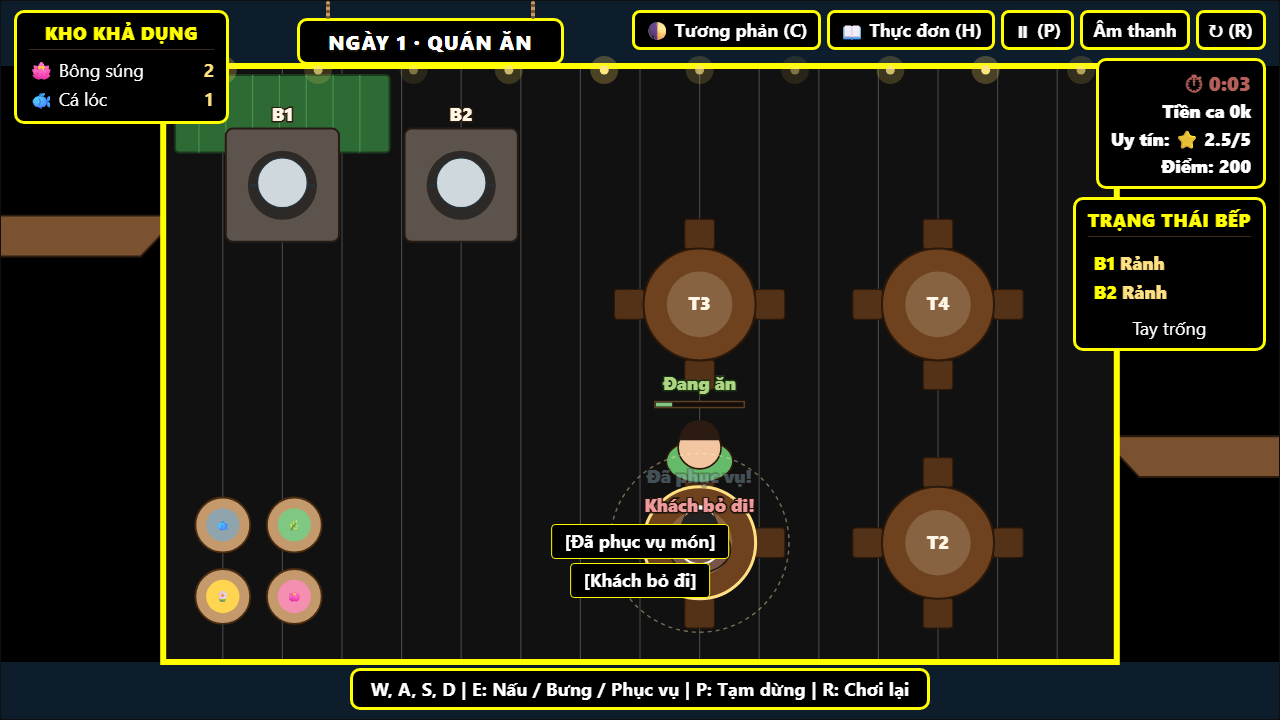 KHO KHẢ DỤNG
🪷 Bông súng 2
🐟 Cá lóc 1
NGÀY 1 · QUÁN ĂN
🌗 Tương phản (C)
📖 Thực đơn (H)
⏸ (P)
Âm thanh
↻ (R)
⏱ 0:03
Tiền ca 0k
Uy tín: ⭐ 2.5/5
Điểm: 200
TRẠNG THÁI BẾP
B1 Rảnh
B2 Rảnh
Tay trống
B1
B2
T3
T4
Đang ăn
Đã phục vụ!
Khách bỏ đi!
[Đã phục vụ món]
[Khách bỏ đi]
T2
W, A, S, D | E: Nấu / Bưng / Phục vụ | P: Tạm dừng | R: Chơi lại